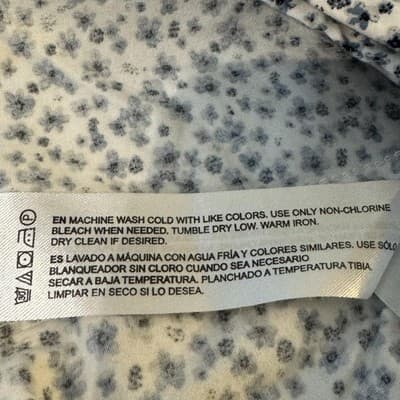 EN MACHINE WASH COLD WITH LIKE COLORS. USE ONLY NON-CHLORINE
BLEACH WHEN NEEDED. TUMBLE DRY LOW. WARM IRON.
DRY CLEAN IF DESIRED.
ES LAVADO A MÁQUINA CON AGUA FRÍA Y COLORES SIMILARES. USE SÓLO
BLANQUEADOR SIN CLORO CUANDO SEA NECESARIO
SECAR A BAJA TEMPERATURA. PLANCHADO A TEMPERATURA TIBIA.
LIMPIAR EN SECO SI LO DESEA.